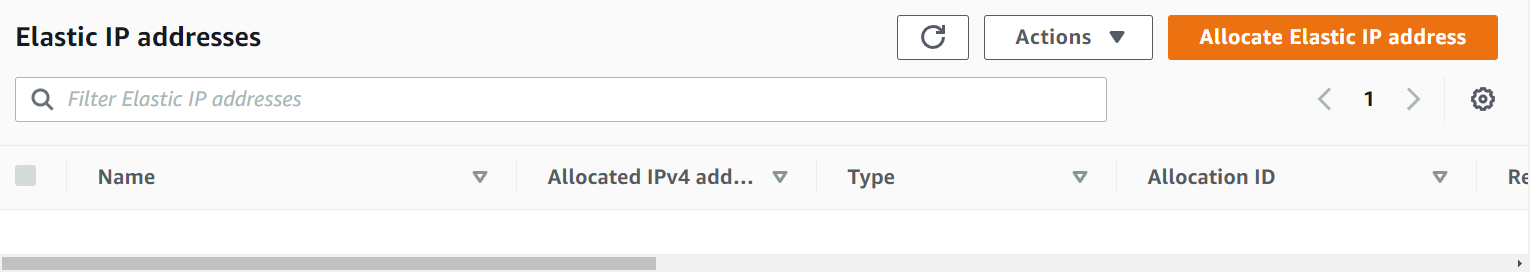 Elastic IP addresses
Actions
Allocate Elastic IP address
Filter Elastic IP addresses
1
Name Allocated IPv4 add... Type Allocation ID Re